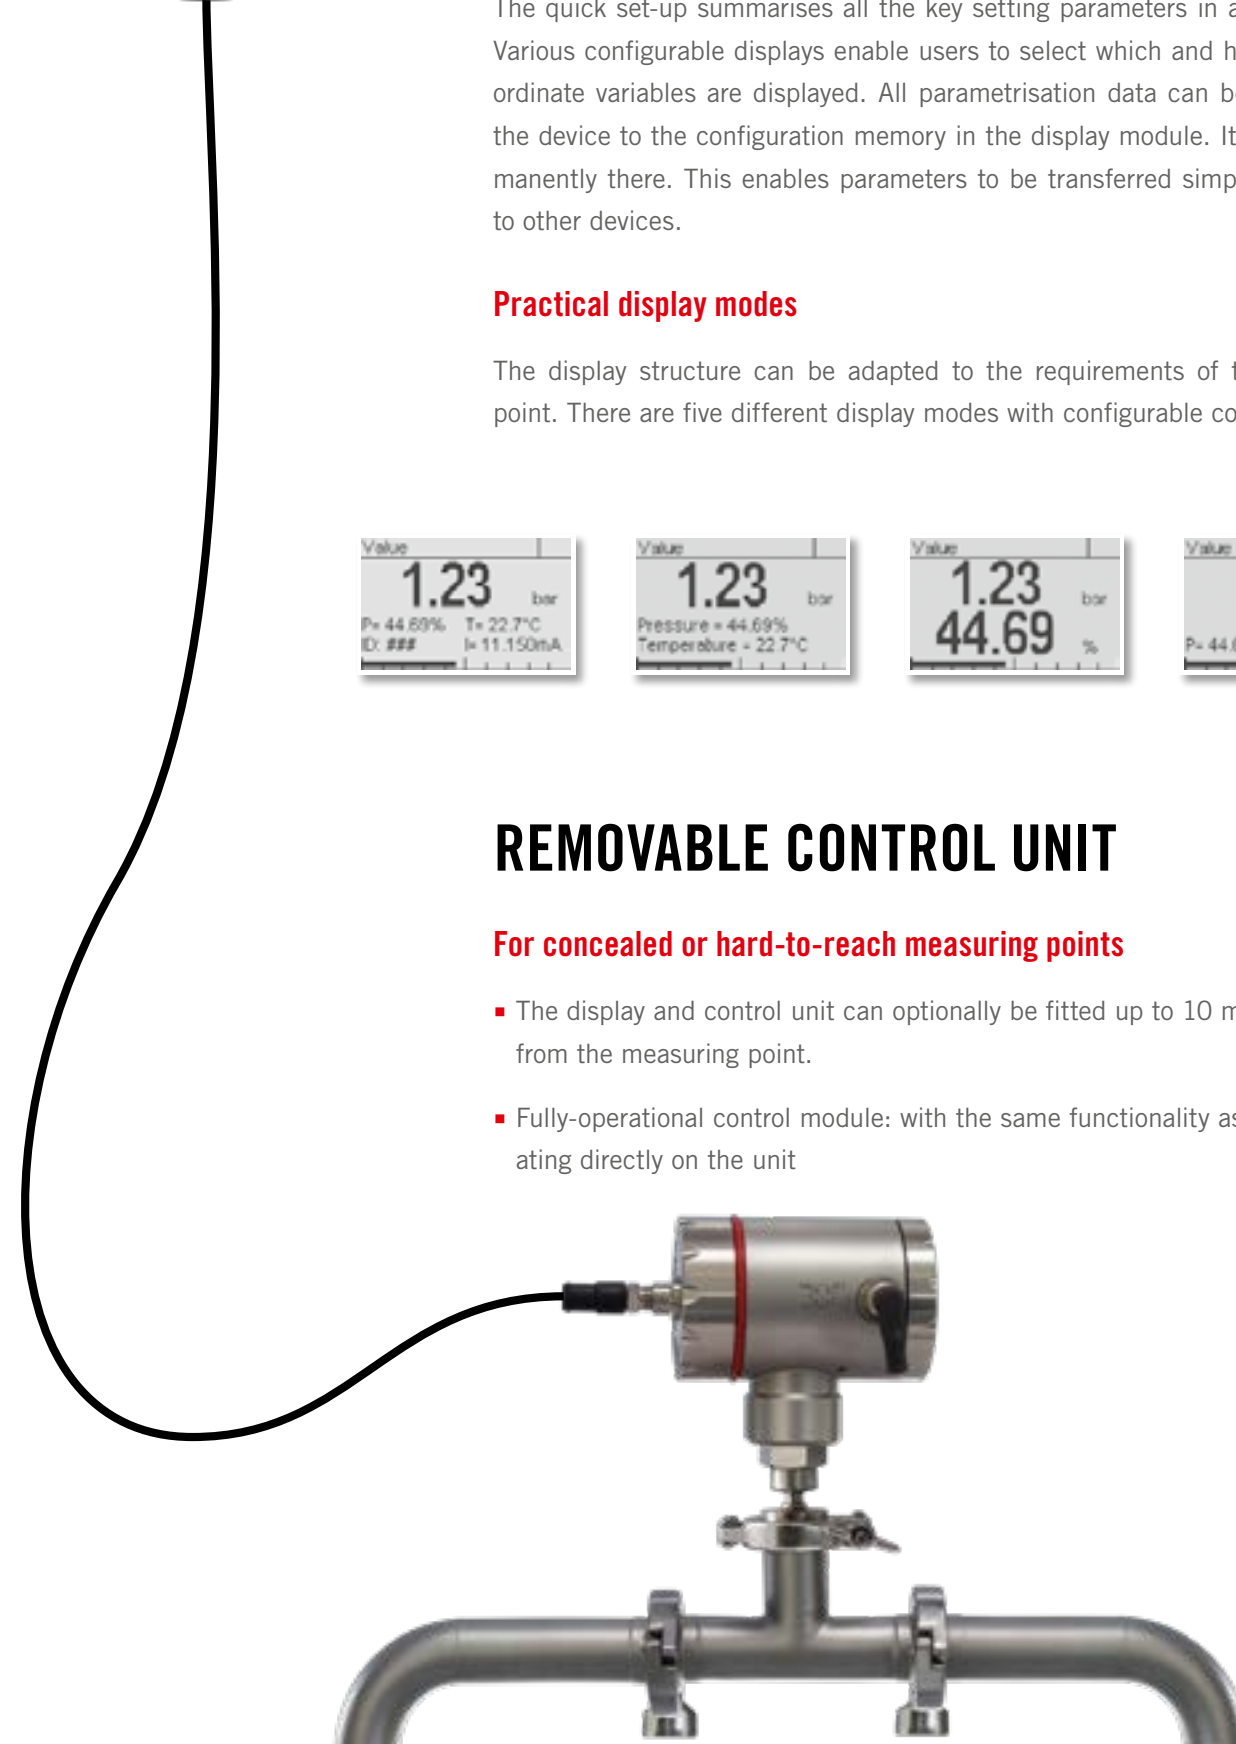 The quick set-up summarises all the key setting parameters in a
Various configurable displays enable users to select which and h
ordinate variables are displayed. All parametrisation data can b
the device to the configuration memory in the display module. It
manently there. This enables parameters to be transferred simp
to other devices.
Practical display modes
The display structure can be adapted to the requirements of t
point. There are five different display modes with configurable co
Value
1.23 bar
P= 44.69% T= 22.7°C
ID: ### I= 11.150mA
Value
1.23 bar
Pressure = 44.69%
Temperature = 22.7°C
Value
1.23 bar
44.69 %
Value
P= 44.6
REMOVABLE CONTROL UNIT
For concealed or hard-to-reach measuring points
▪ The display and control unit can optionally be fitted up to 10 m
from the measuring point.
▪ Fully-operational control module: with the same functionality as
ating directly on the unit